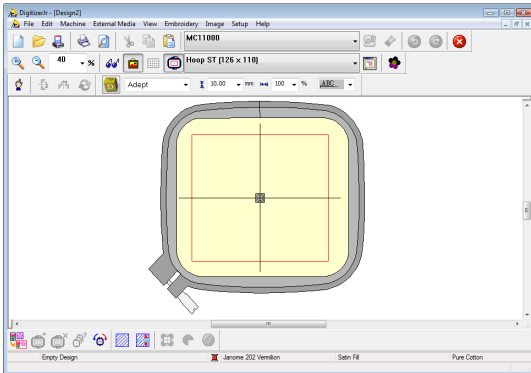 DigitizerJr - [Design2]
File Edit Machine External Media View Embroidery Image Setup Help
MC11000
40 % Hoop ST [126 x 110]
Adept 10.00 mm 100 % ABC..
Empty Design Janome 202 Vermilion Satin Fill Pure Cotton